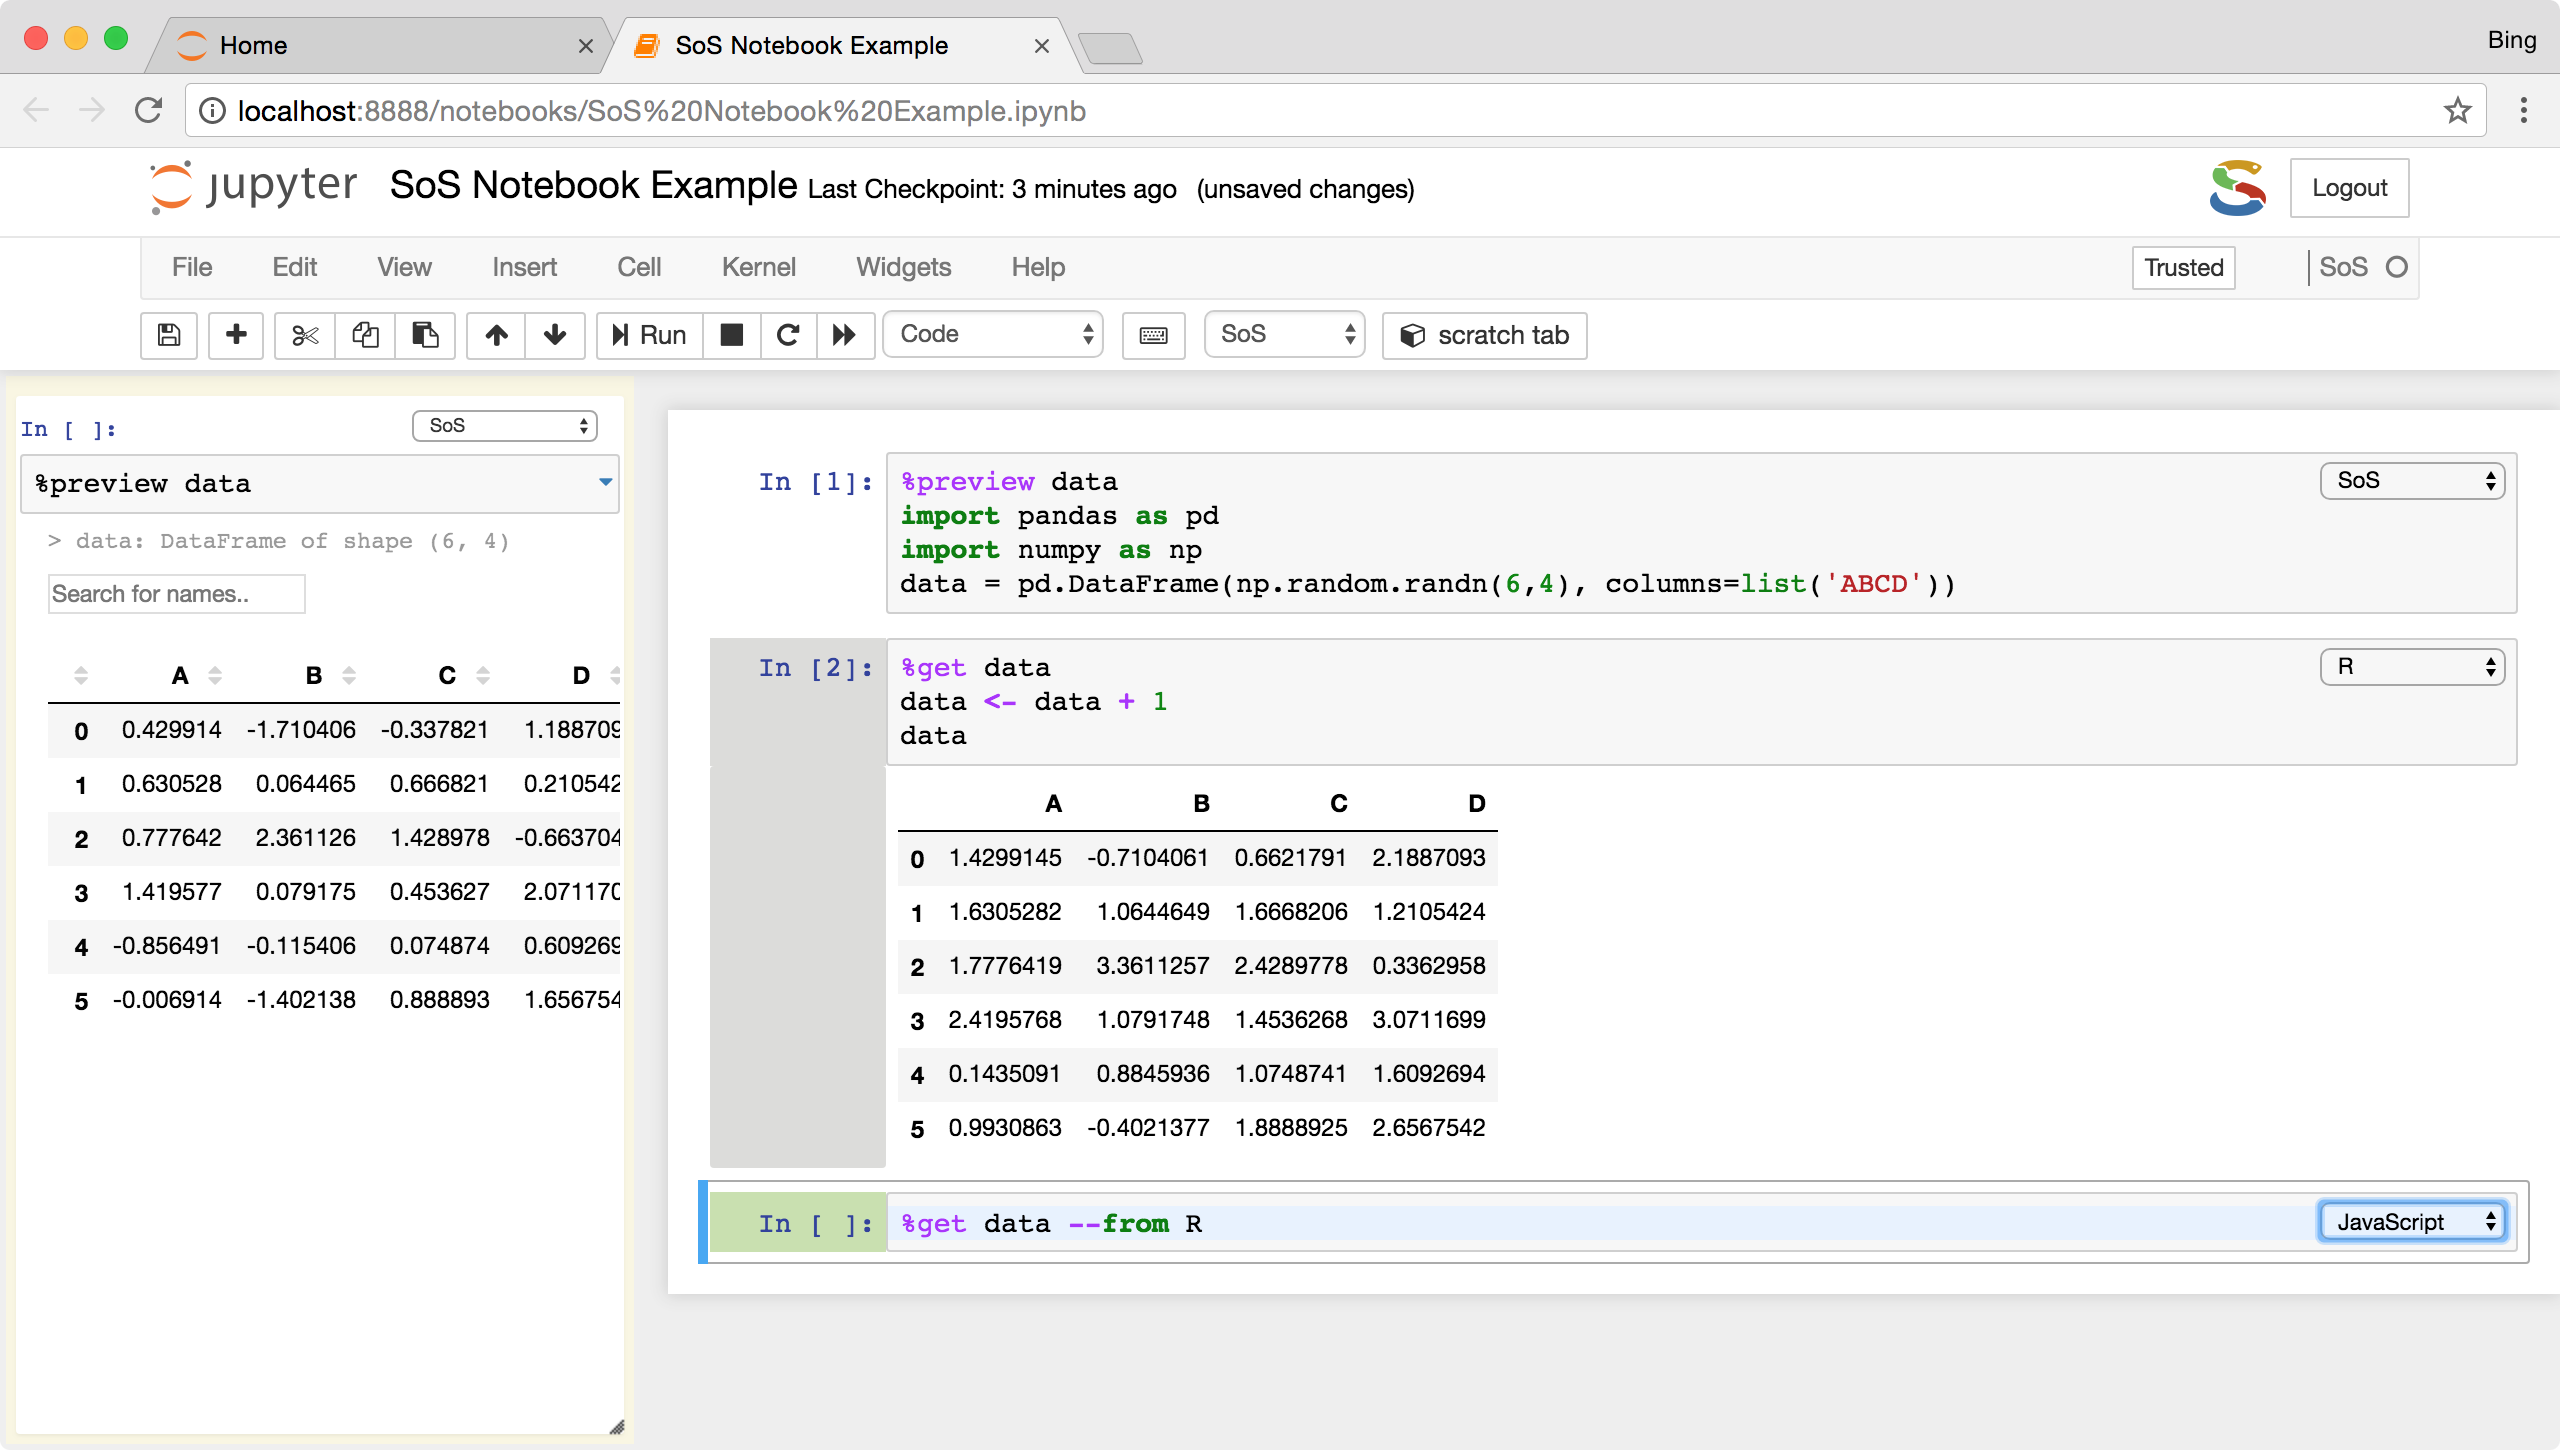 Home
SoS Notebook Example
Bing
localhost:8888/notebooks/SoS%20Notebook%20Example.ipynb
jupyter SoS Notebook Example Last Checkpoint: 3 minutes ago (unsaved changes)
Logout
File Edit View Insert Cell Kernel Widgets Help
Trusted
SoS
Run
Code
SoS
scratch tab
In [ ]:
SoS
%preview data
> data: DataFrame of shape (6, 4)
Search for names..
A B C D
0 0.429914 -1.710406 -0.337821 1.188709
1 0.630528 0.064465 0.666821 0.210542
2 0.777642 2.361126 1.428978 -0.663704
3 1.419577 0.079175 0.453627 2.071170
4 -0.856491 -0.115406 0.074874 0.609269
5 -0.006914 -1.402138 0.888893 1.656754
In [1]:
SoS
%preview data
import pandas as pd
import numpy as np
data = pd.DataFrame(np.random.randn(6,4), columns=list('ABCD'))
In [2]:
R
%get data
data <- data + 1
data
A B C D
0 1.4299145 -0.7104061 0.6621791 2.1887093
1 1.6305282 1.0644649 1.6668206 1.2105424
2 1.7776419 3.3611257 2.4289778 0.3362958
3 2.4195768 1.0791748 1.4536268 3.0711699
4 0.1435091 0.8845936 1.0748741 1.6092694
5 0.9930863 -0.4021377 1.8888925 2.6567542
In [ ]:
%get data --from R
JavaScript